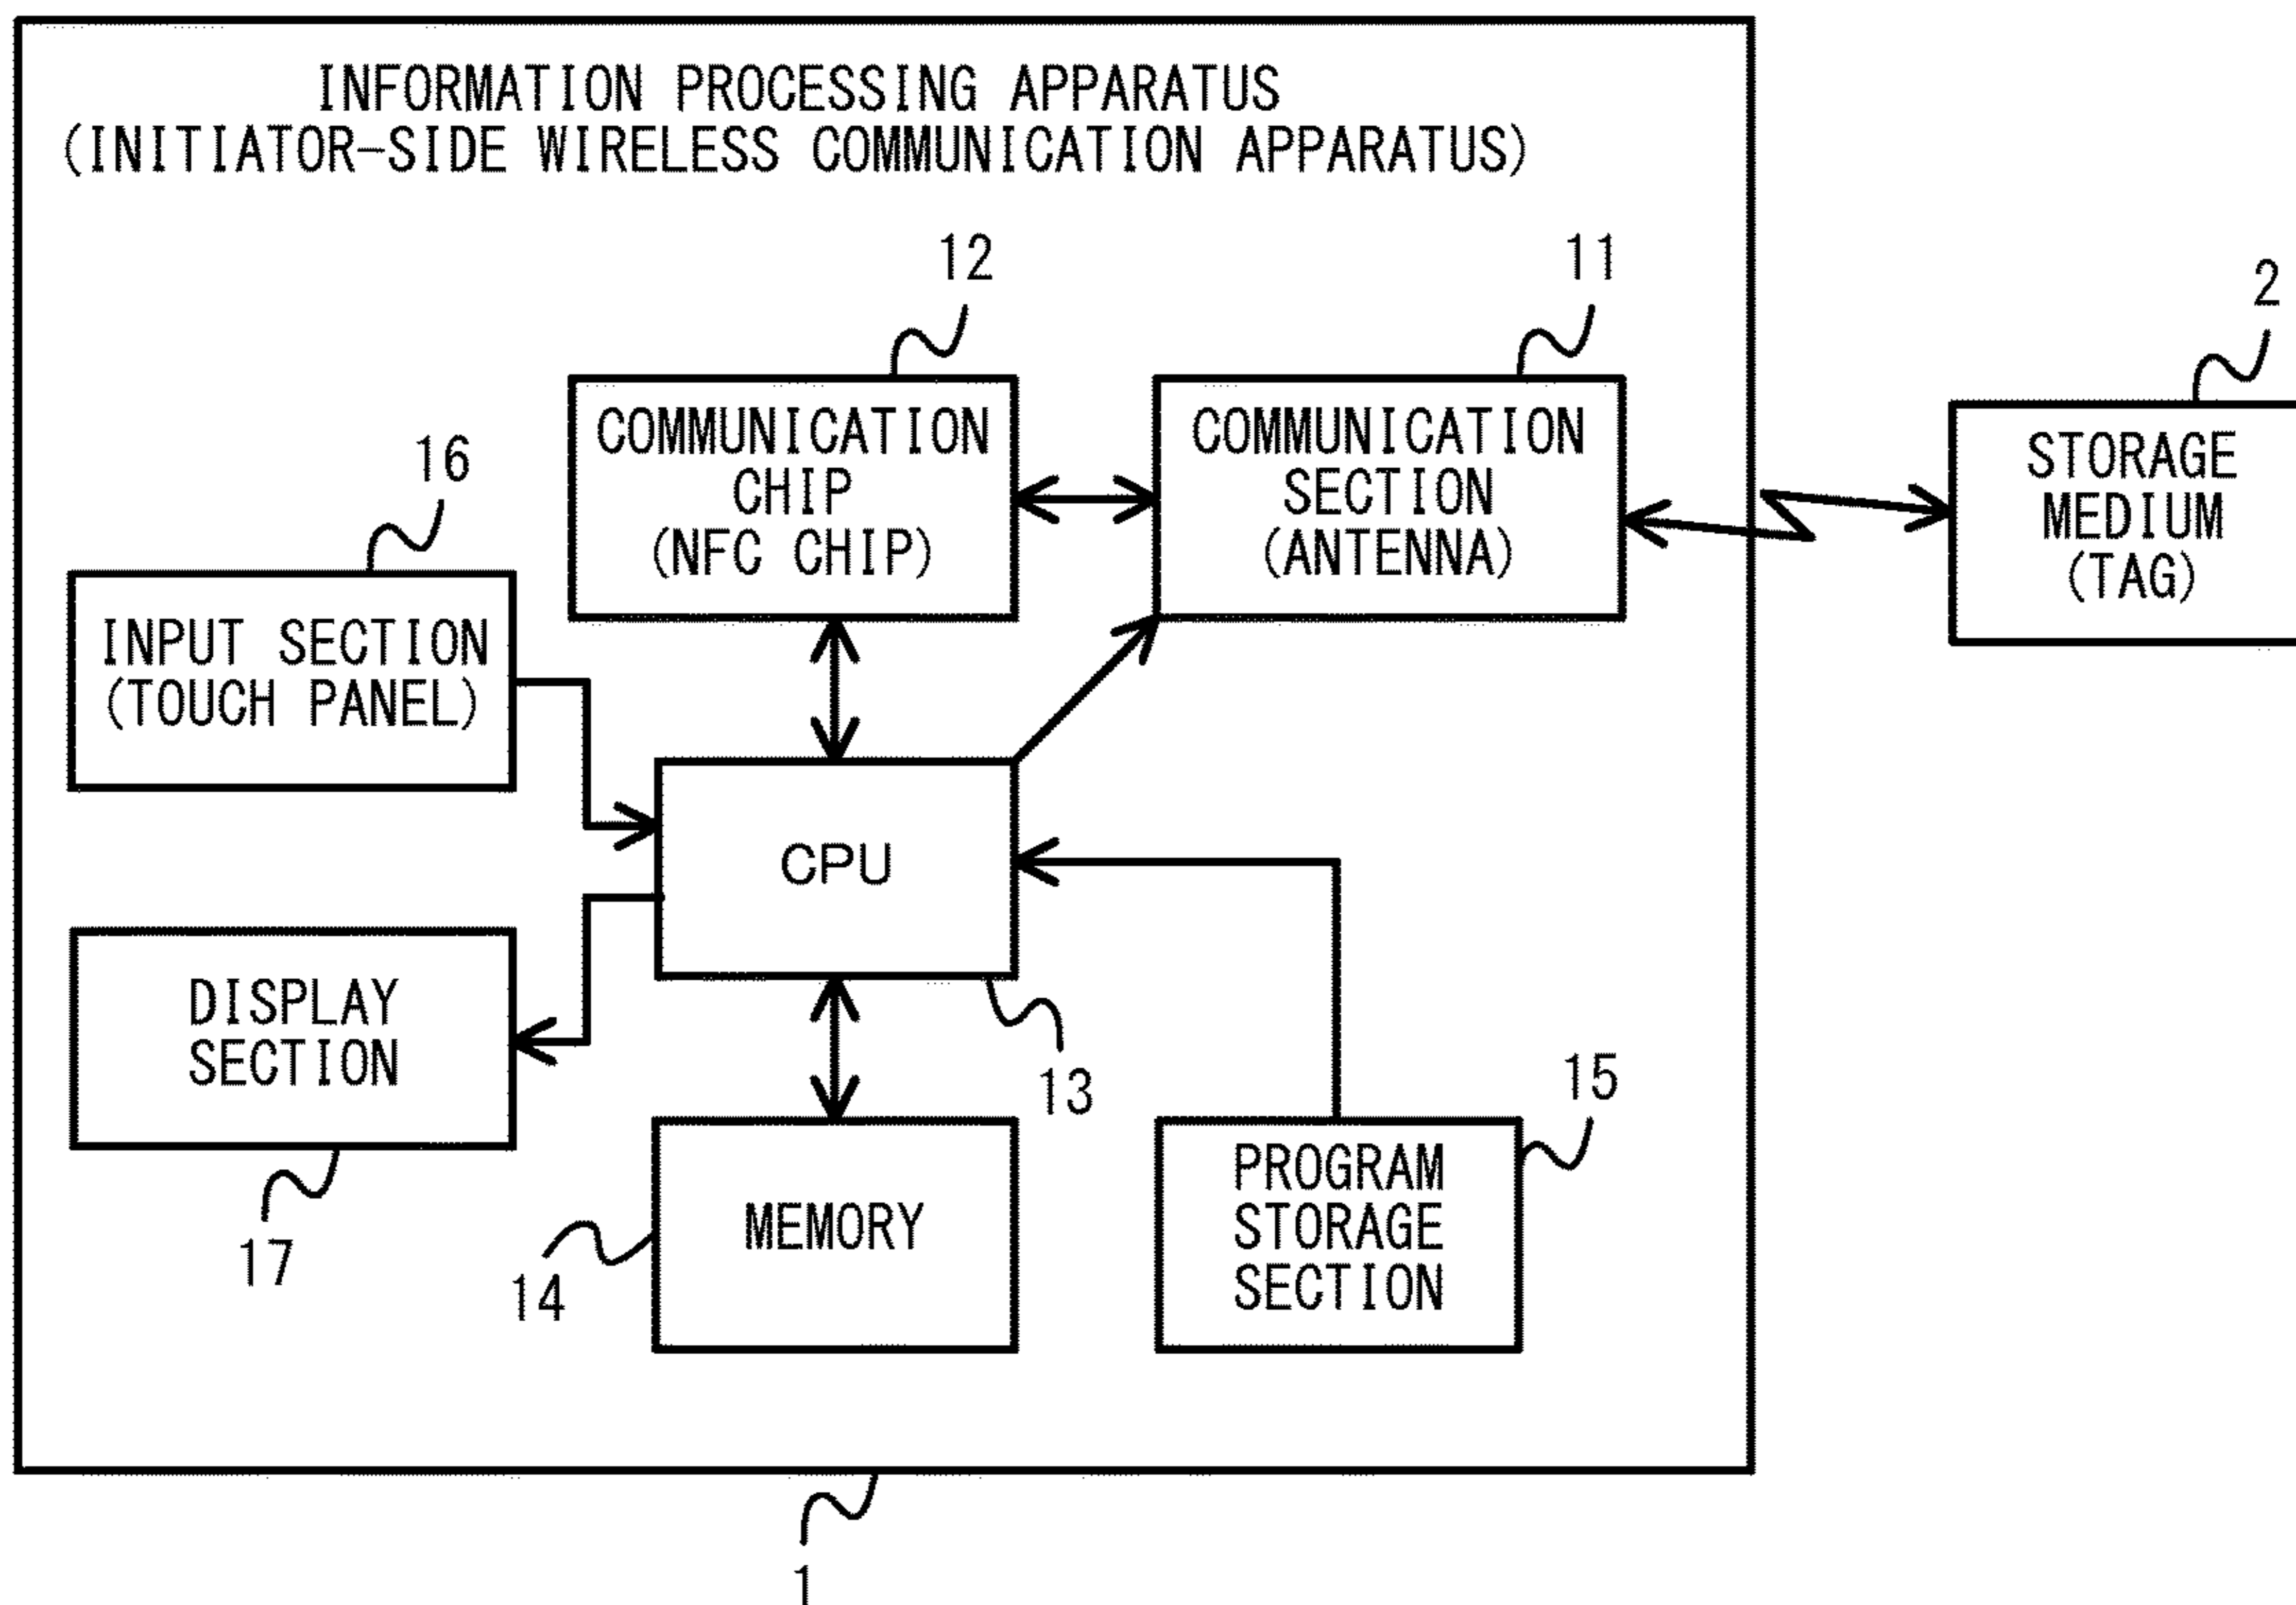 INFORMATION PROCESSING APPARATUS
(INITIATOR-SIDE WIRELESS COMMUNICATION APPARATUS)
12
11
2
COMMUNICATION
CHIP
(NFC CHIP)
COMMUNICATION
SECTION
(ANTENNA)
STORAGE
MEDIUM
(TAG)
16
INPUT SECTION
(TOUCH PANEL)
CPU
13
DISPLAY
SECTION
17
MEMORY
14
15
PROGRAM
STORAGE
SECTION
1